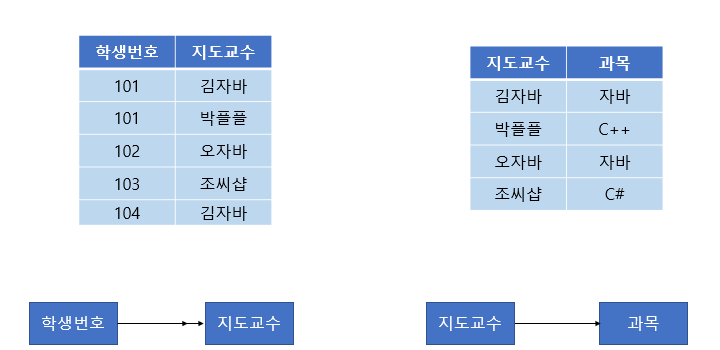 학생번호 지도교수
101 김자바
101 박플플
102 오자바
103 조씨샵
104 김자바
지도교수 과목
김자바 자바
박플플 C++
오자바 자바
조씨샵 C#
학생번호 지도교수
지도교수 과목